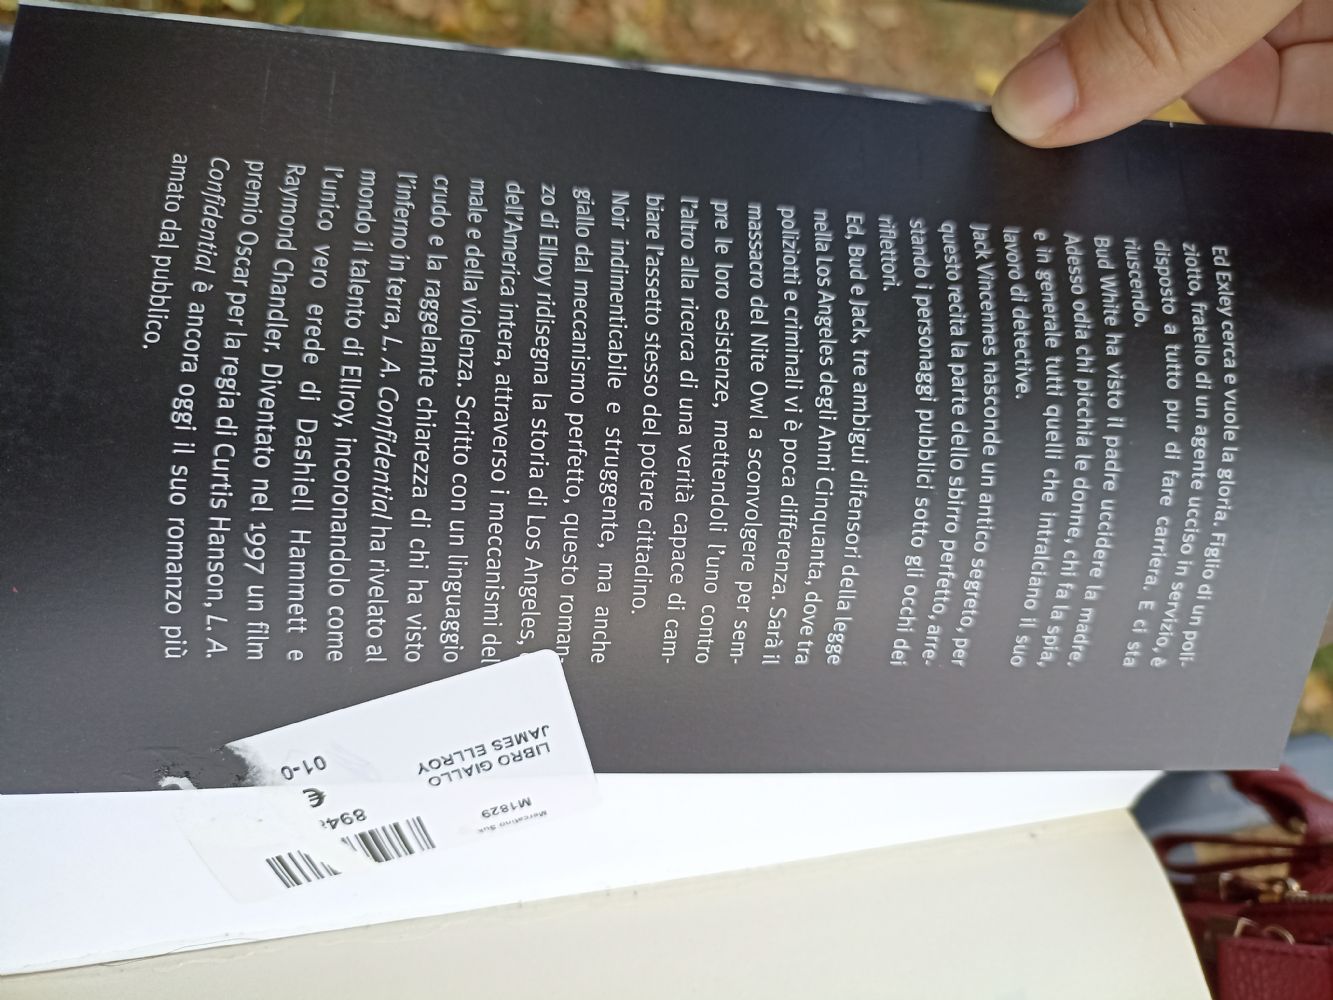 Ed Exley cerca e vuole la gloria. Figlio di un poli-
ziotto, fratello di un agente ucciso in servizio, è
disposto a tutto pur di fare carriera. E ci sta
riuscendo.
Bud White ha visto il padre uccidere la madre.
Adesso odia chi picchia le donne, chi fa la spia,
e in generale tutti quelli che intralciano il suo
lavoro di detective.
Jack Vincennes nasconde un antico segreto, per
questo recita la parte dello sbirro perfetto, arre-
stando i personaggi pubblici sotto gli occhi dei
riflettori.
Ed, Bud e Jack, tre ambigui difensori della legge
nella Los Angeles degli Anni Cinquanta, dove tra
poliziotti e criminali vi è poca differenza. Sarà il
massacro del Nite Owl a sconvolgere per sem-
pre le loro esistenze, mettendoli l'uno contro
l'altro alla ricerca di una verità capace di cam-
biare l'assetto stesso del potere cittadino.
Noir indimenticabile e struggente, ma anche
giallo dal meccanismo perfetto, questo roman-
zo di Ellroy ridisegna la storia di Los Angeles,
dell'America intera, attraverso i meccanismi del
male e della violenza. Scritto con un linguaggio
crudo e la raggelante chiarezza di chi ha visto
l'inferno in terra, L. A. Confidential ha rivelato al
mondo il talento di Ellroy, incoronandolo come
l'unico vero erede di Dashiell Hammett e
Raymond Chandler. Diventato nel 1997 un film
premio Oscar per la regia di Curtis Hanson, L. A.
Confidential è ancora oggi il suo romanzo più
amato dal pubblico.
Mercatino
M1829
LIBRO GIALLO
JAMES ELLROY
894
€
01-0